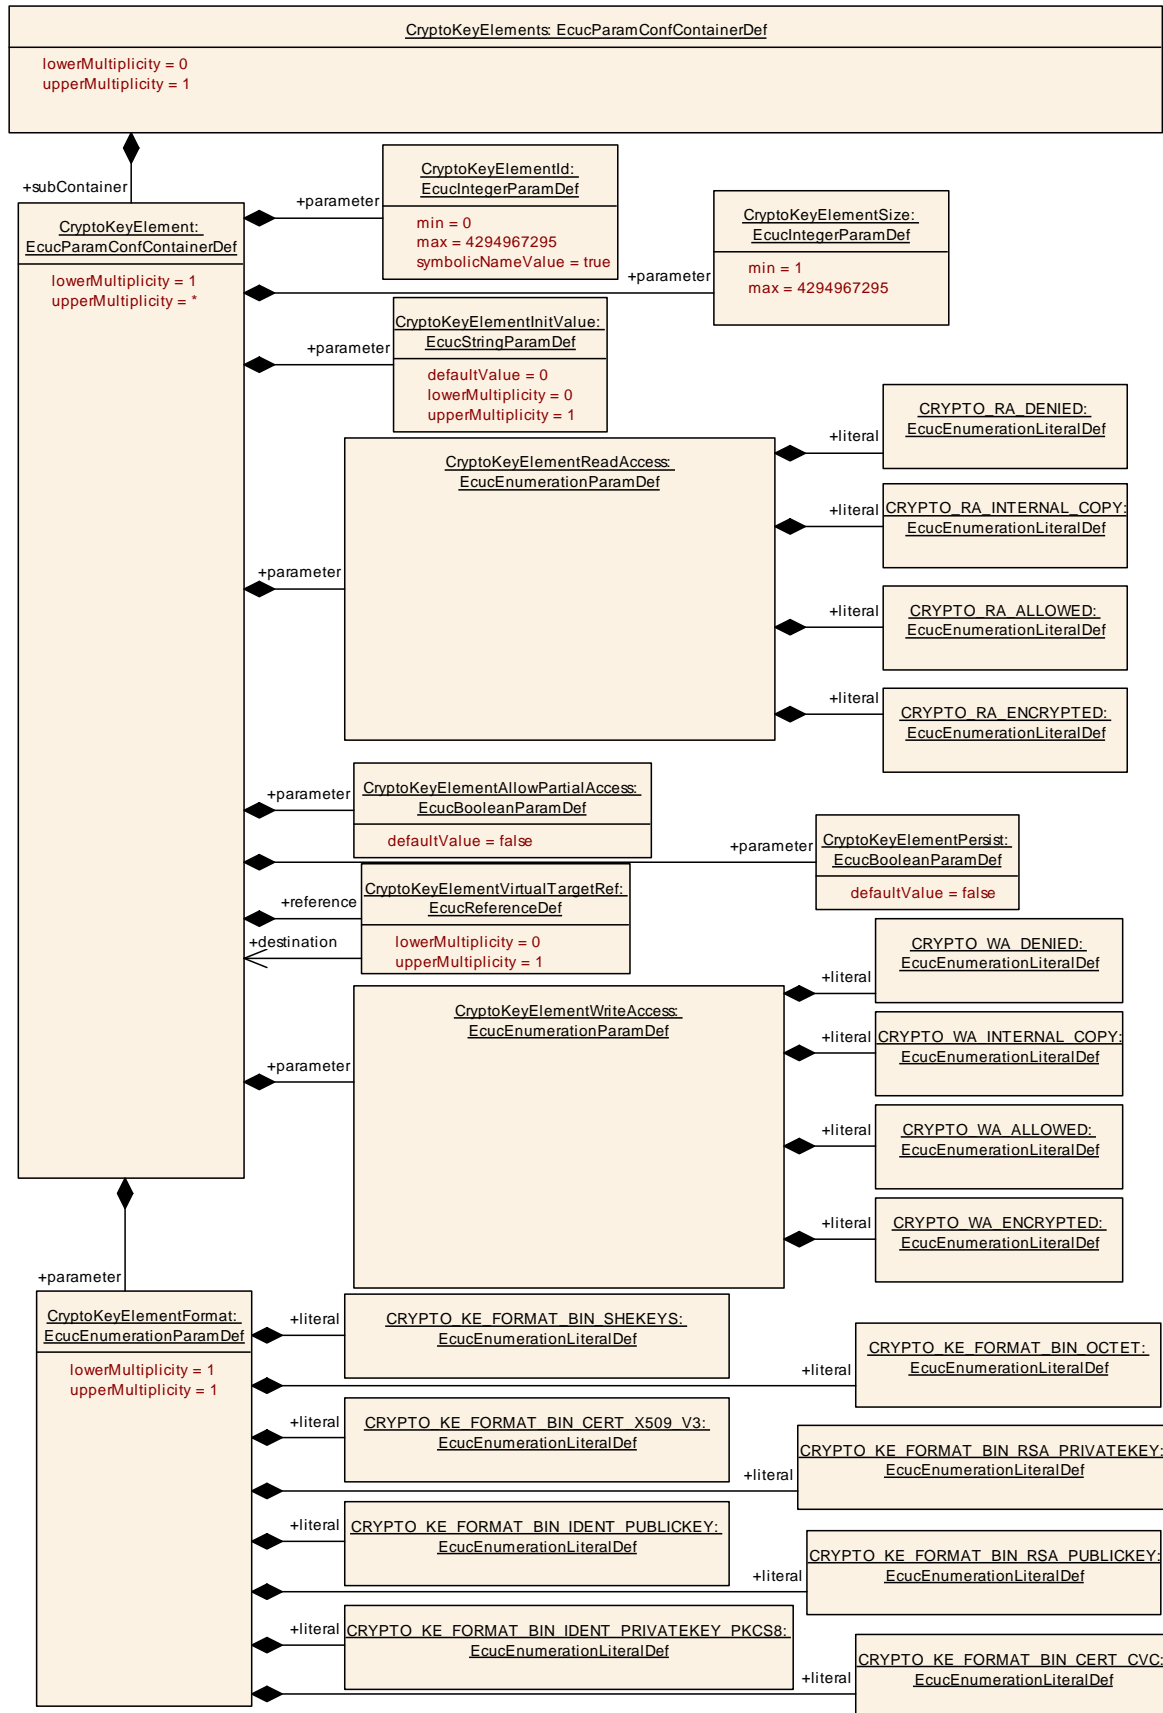 CryptoKeyElements: EcucParamConfContainerDef
lowerMultiplicity = 0
upperMultiplicity = 1
+subContainer
CryptoKeyElement:
EcucParamConfContainerDef
lowerMultiplicity = 1
upperMultiplicity = *
+parameter
CryptoKeyElementId:
EcucIntegerParamDef
min = 0
max = 4294967295
symbolicNameValue = true
+parameter
CryptoKeyElementSize:
EcucIntegerParamDef
min = 1
max = 4294967295
+parameter
CryptoKeyElementInitValue:
EcucStringParamDef
defaultValue = 0
lowerMultiplicity = 0
upperMultiplicity = 1
+parameter
CryptoKeyElementReadAccess:
EcucEnumerationParamDef
+literal
CRYPTO_RA_DENIED:
EcucEnumerationLiteralDef
+literal
CRYPTO_RA_INTERNAL_COPY:
EcucEnumerationLiteralDef
+literal
CRYPTO_RA_ALLOWED:
EcucEnumerationLiteralDef
+literal
CRYPTO_RA_ENCRYPTED:
EcucEnumerationLiteralDef
+parameter
CryptoKeyElementAllowPartialAccess:
EcucBooleanParamDef
defaultValue = false
+parameter
CryptoKeyElementPersist:
EcucBooleanParamDef
defaultValue = false
+reference
+destination
CryptoKeyElementVirtualTargetRef:
EcucReferenceDef
lowerMultiplicity = 0
upperMultiplicity = 1
+parameter
CryptoKeyElementWriteAccess:
EcucEnumerationParamDef
+literal
CRYPTO_WA_DENIED:
EcucEnumerationLiteralDef
+literal
CRYPTO_WA_INTERNAL_COPY:
EcucEnumerationLiteralDef
+literal
CRYPTO_WA_ALLOWED:
EcucEnumerationLiteralDef
+literal
CRYPTO_WA_ENCRYPTED:
EcucEnumerationLiteralDef
+parameter
CryptoKeyElementFormat:
EcucEnumerationParamDef
lowerMultiplicity = 1
upperMultiplicity = 1
+literal
CRYPTO_KE_FORMAT_BIN_SHEKEYS:
EcucEnumerationLiteralDef
+literal
CRYPTO_KE_FORMAT_BIN_OCTET:
EcucEnumerationLiteralDef
+literal
CRYPTO_KE_FORMAT_BIN_CERT_X509_V3:
EcucEnumerationLiteralDef
+literal
CRYPTO_KE_FORMAT_BIN_RSA_PRIVATEKEY:
EcucEnumerationLiteralDef
+literal
CRYPTO_KE_FORMAT_BIN_IDENT_PUBLICKEY:
EcucEnumerationLiteralDef
+literal
CRYPTO_KE_FORMAT_BIN_RSA_PUBLICKEY:
EcucEnumerationLiteralDef
+literal
CRYPTO_KE_FORMAT_BIN_IDENT_PRIVATEKEY_PKCS8:
EcucEnumerationLiteralDef
+literal
CRYPTO_KE_FORMAT_BIN_CERT_CVC:
EcucEnumerationLiteralDef